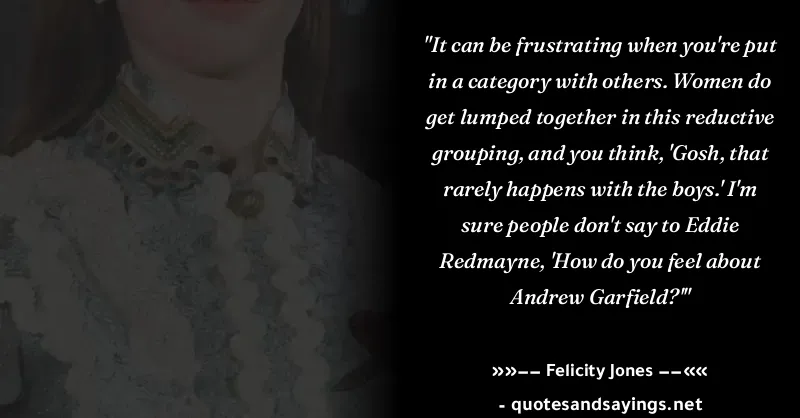 "It can be frustrating when you're put
in a category with others. Women do
get lumped together in this reductive
grouping, and you think, 'Gosh, that
rarely happens with the boys.' I'm
sure people don't say to Eddie
Redmayne, 'How do you feel about
Andrew Garfield?'"
»»−− Felicity Jones −−««
- quotesandsayings.net